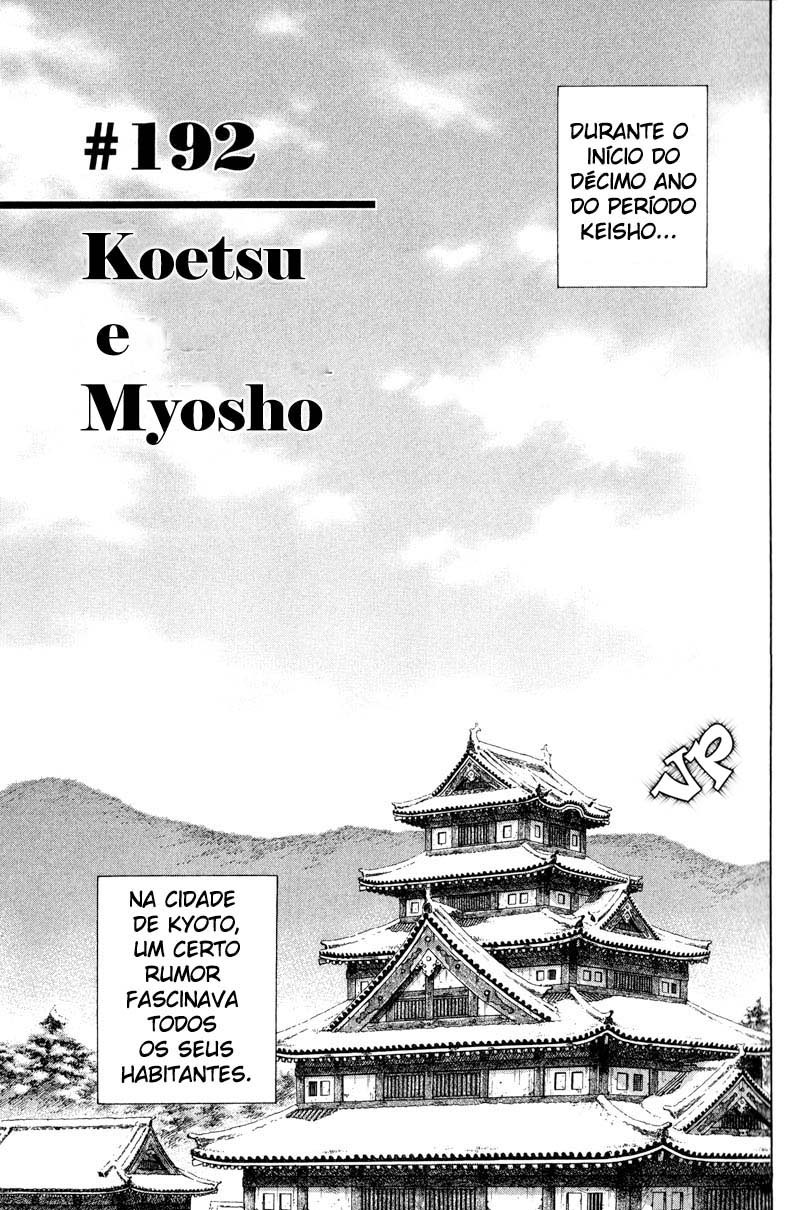 #192
Koetsu
e
Myosho
DURANTE O
INÍCIO DO
DÉCIMO ANO
DO PERÍODO
KEISHO...
VP
NA CIDADE
DE KYOTO,
UM CERTO
RUMOR
FASCINAVA
TODOS
OS SEUS
HABITANTES.